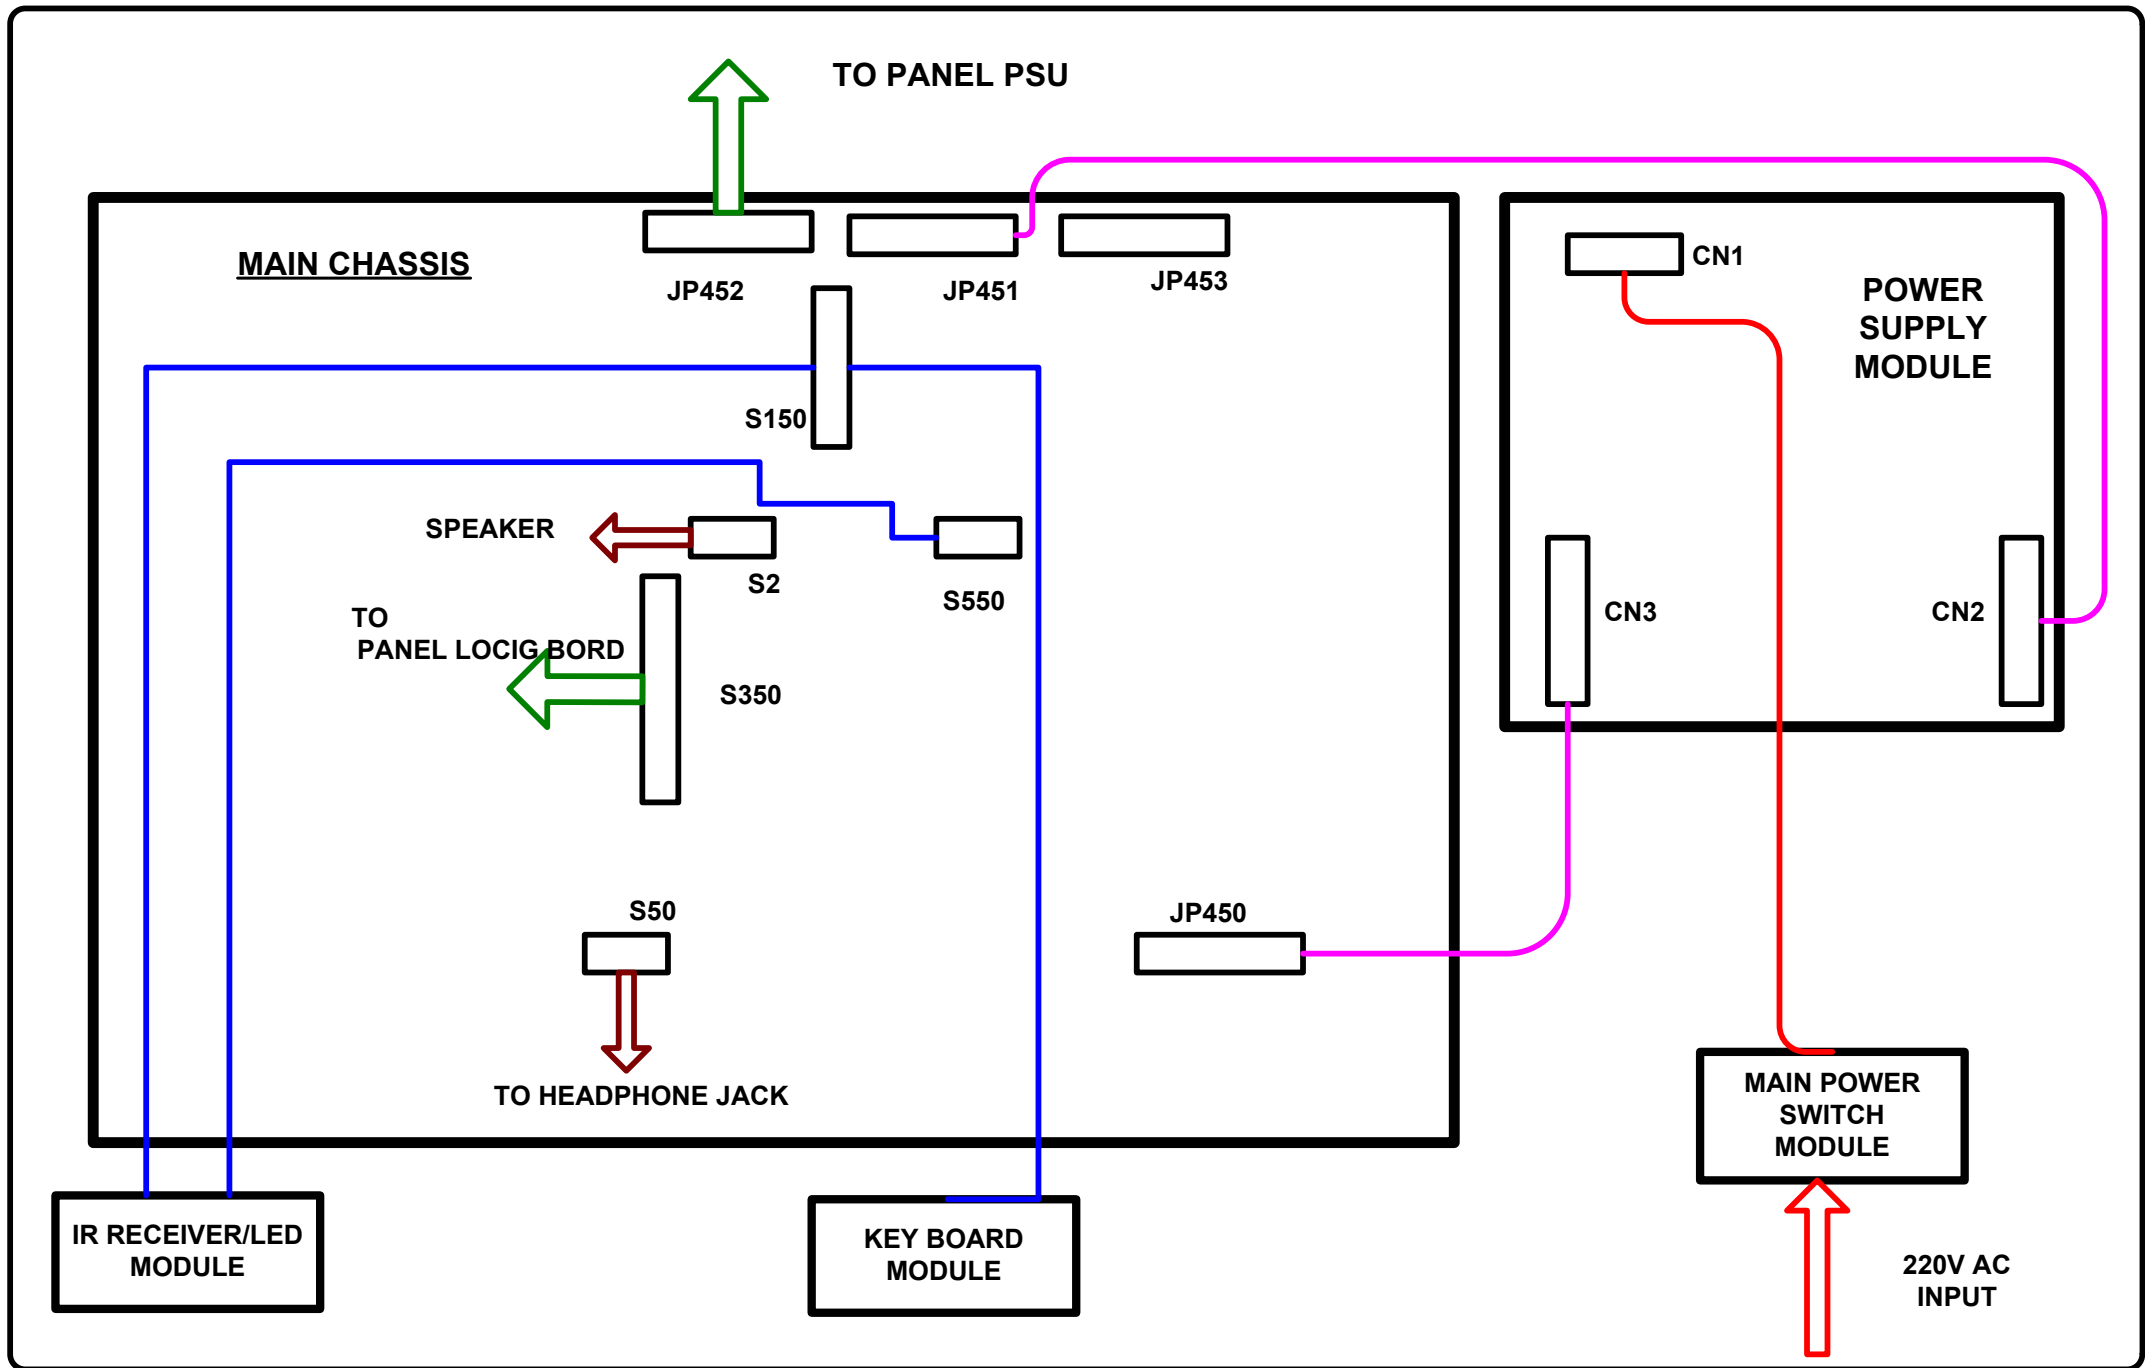 TO PANEL PSU
MAIN CHASSIS
JP452
JP451
JP453
CN1
POWER
SUPPLY
MODULE
S150
SPEAKER
S2
S550
TO
PANEL LOCIG BORD
S350
CN3
CN2
S50
JP450
TO HEADPHONE JACK
MAIN POWER
SWITCH
MODULE
IR RECEIVER/LED
MODULE
KEY BOARD
MODULE
220V AC
INPUT